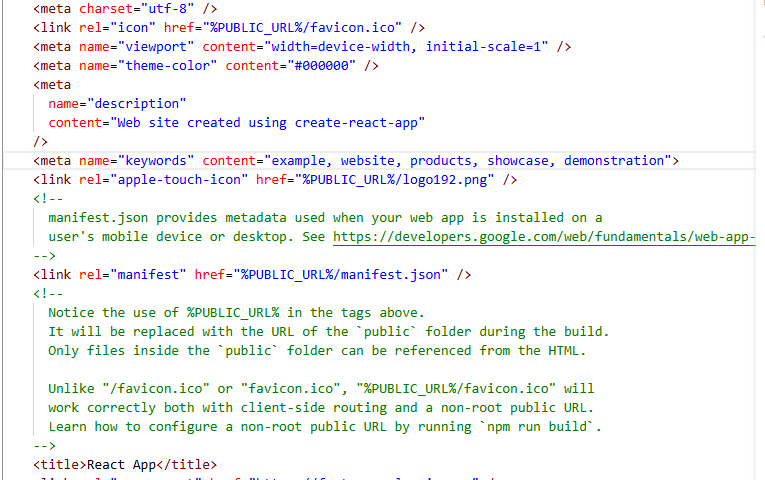 <meta charset="utf-8" />
<link rel="icon" href="%PUBLIC_URL%/favicon.ico" />
<meta name="viewport" content="width=device-width, initial-scale=1" />
<meta name="theme-color" content="#000000" />
<meta
name="description"
content="Web site created using create-react-app"
/>
<meta name="keywords" content="example, website, products, showcase, demonstration">
<link rel="apple-touch-icon" href="%PUBLIC_URL%/logo192.png" />
<!--
manifest.json provides metadata used when your web app is installed on a
user's mobile device or desktop. See https://developers.google.com/web/fundamentals/web-app-
-->
<link rel="manifest" href="%PUBLIC_URL%/manifest.json" />
<!--
Notice the use of %PUBLIC_URL% in the tags above.
It will be replaced with the URL of the `public` folder during the build.
Only files inside the `public` folder can be referenced from the HTML.
Unlike "/favicon.ico" or "favicon.ico", "%PUBLIC_URL%/favicon.ico" will
work correctly both with client-side routing and a non-root public URL.
Learn how to configure a non-root public URL by running `npm run build`.
-->
<title>React App</title>